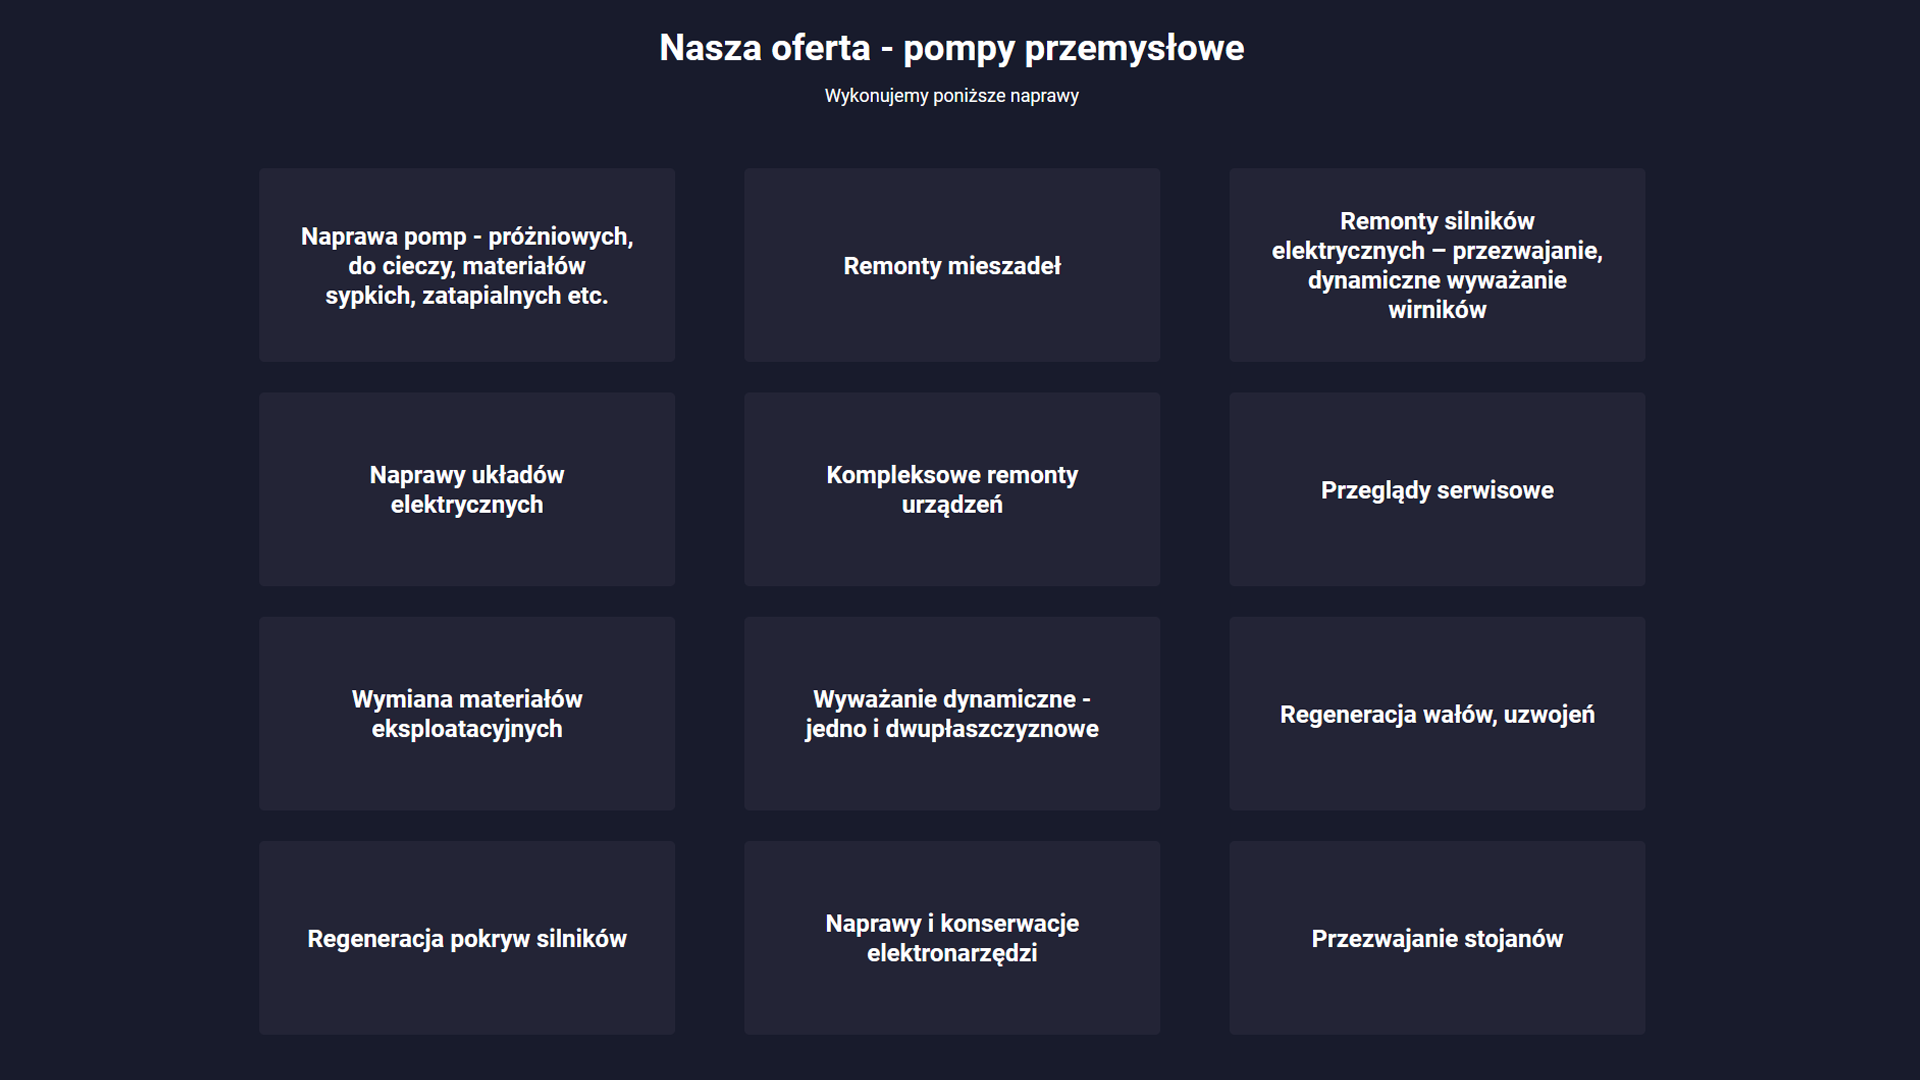 Nasza oferta - pompy przemysłowe
Wykonujemy poniższe naprawy
Naprawa pomp - próżniowych,
do cieczy, materiałów
sypkich, zatapialnych etc.
Remonty mieszadeł
Remonty silników
elektrycznych – przezwajanie,
dynamiczne wyważanie
wirników
Naprawy układów
elektrycznych
Kompleksowe remonty
urządzeń
Przeglądy serwisowe
Wymiana materiałów
eksploatacyjnych
Wyważanie dynamiczne -
jedno i dwupłaszczyznowe
Regeneracja wałów, uzwojeń
Regeneracja pokryw silników
Naprawy i konserwacje
elektronarzędzi
Przezwajanie stojanów